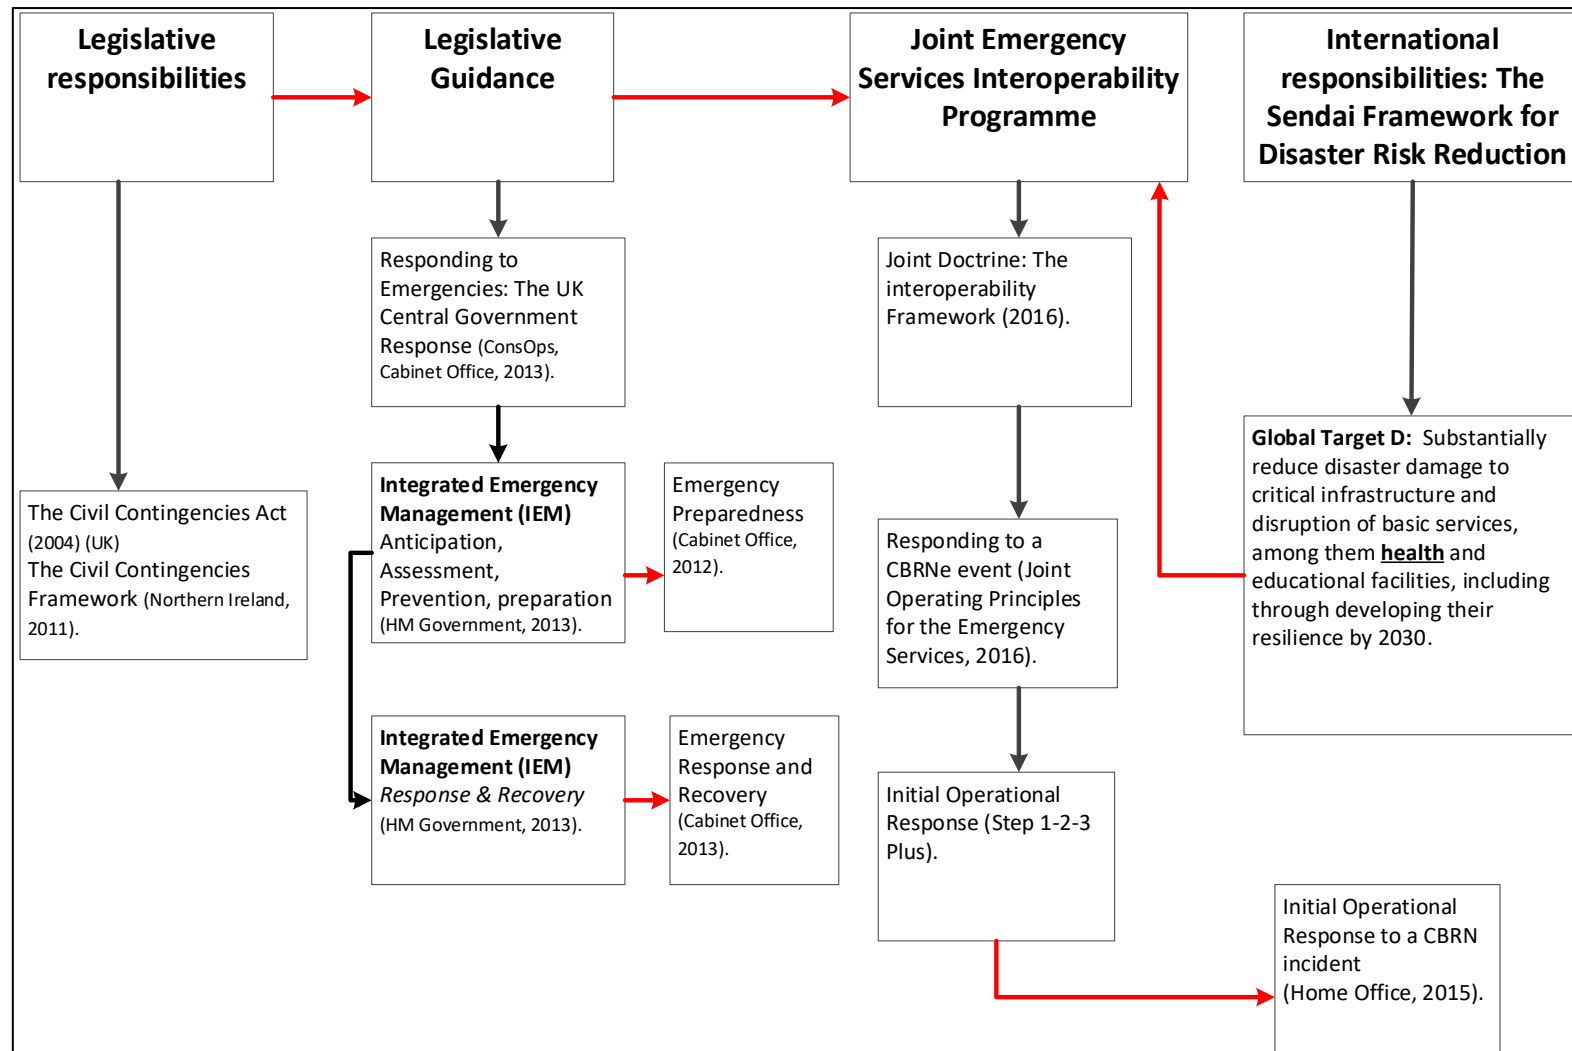 Legislative
responsibilities
Legislative
Guidance
Joint Emergency
Services Interoperability
Programme
International
responsibilities: The
Sendai Framework for
Disaster Risk Reduction
Responding to
Emergencies: The UK
Central Government
Response (ConsOps,
Cabinet Office, 2013).
Joint Doctrine: The
interoperability
Framework (2016).
Global Target D:  Substantially
reduce disaster damage to
critical infrastructure and
disruption of basic services,
among them health and
educational facilities, including
through developing their
resilience by 2030.
The Civil Contingencies Act
(2004) (UK)
The Civil Contingencies
Framework (Northern Ireland,
2011).
Integrated Emergency
Management (IEM)
Anticipation,
Assessment,
Prevention, preparation
(HM Government, 2013).
Emergency
Preparedness
(Cabinet Office,
2012).
Responding to a
CBRNe event (Joint
Operating Principles
for the Emergency
Services, 2016).
Integrated Emergency
Management (IEM)
Response & Recovery
(HM Government, 2013).
Emergency
Response and
Recovery
(Cabinet Office,
2013).
Initial Operational
Response (Step 1-2-3
Plus).
Initial Operational
Response to a CBRN
incident
(Home Office, 2015).